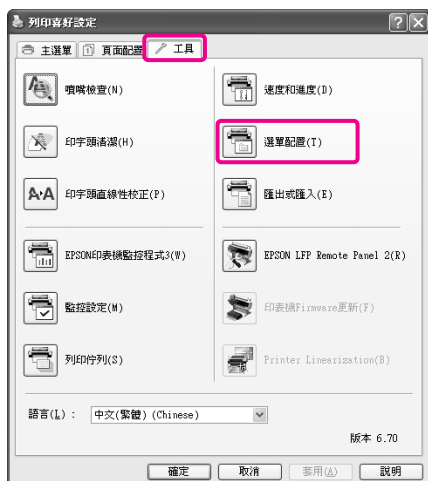 列印喜好設定
主選單 頁面配置 工具
噴嘴檢查(N) 速度和進度(D)
印字頭清潔(H) 選單配置(T)
A▸A 印字頭直線性校正(P) 匯出或匯入(E)
EPSON印表機監控程式3(W) EPSON LFP Remote Panel 2(R)
監控設定(M) 印表機Firmware更新(F)
列印佇列(S) Printer Linearization(B)
語言(L)： 中文(繁體) (Chinese)
版本 6.70
確定 取消 套用(A) 說明